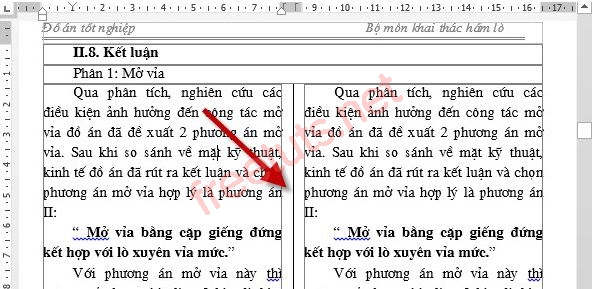 Đồ án tốt nghiệp Bộ môn khai thác hầm lò
II.8. Kết luận
Phân 1: Mở vỉa
Qua phân tích, nghiên cứu các
điều kiện ảnh hưởng đến công tác mở
vỉa đồ án đã đề xuất 2 phương án mở
vỉa. Sau khi so sánh về mặt kỹ thuật,
kinh tế đồ án đã rút ra kết luận và chọn
phương án mở vỉa hợp lý là phương án
II:
“ Mở vỉa bằng cặp giếng đứng
kết hợp với lò xuyên vỉa mức.”
Với phương án mở vỉa này thì
Qua phân tích, nghiên cứu các
điều kiện ảnh hưởng đến công tác mở
vỉa đồ án đã đề xuất 2 phương án mở
vỉa. Sau khi so sánh về mặt kỹ thuật,
kinh tế đồ án đã rút ra kết luận và chọn
phương án mở vỉa hợp lý là phương án
II:
“ Mở vỉa bằng cặp giếng đứng
kết hợp với lò xuyên vỉa mức.”
Với phương án mở vỉa này thì
freetuts.net